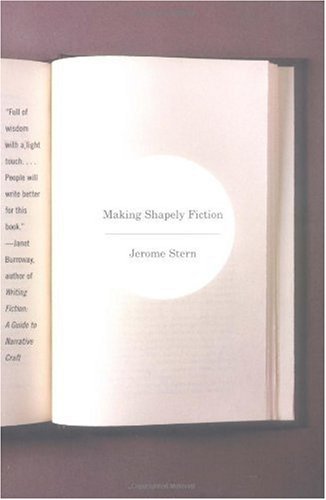 "Full of
wisdom
with a light
touch. . . .
People will
write better
for this
book."
—Janet
Burroway,
author of
Writing
Fiction:
A Guide to
Narrative
Craft
Making Shapely Fiction
Jerome Stern